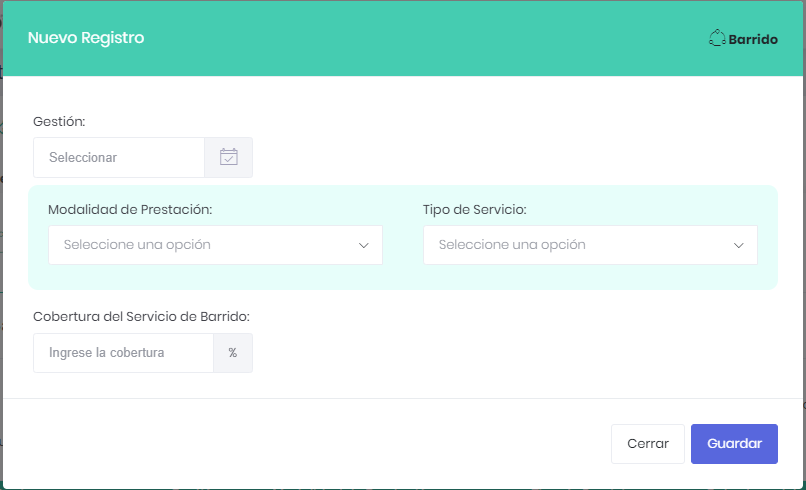 Nuevo Registro
Barrido
Gestión:
Seleccionar
Modalidad de Prestación:
Tipo de Servicio:
Seleccione una opción
Seleccione una opción
Cobertura del Servicio de Barrido:
Ingrese la cobertura
%
Cerrar
Guardar